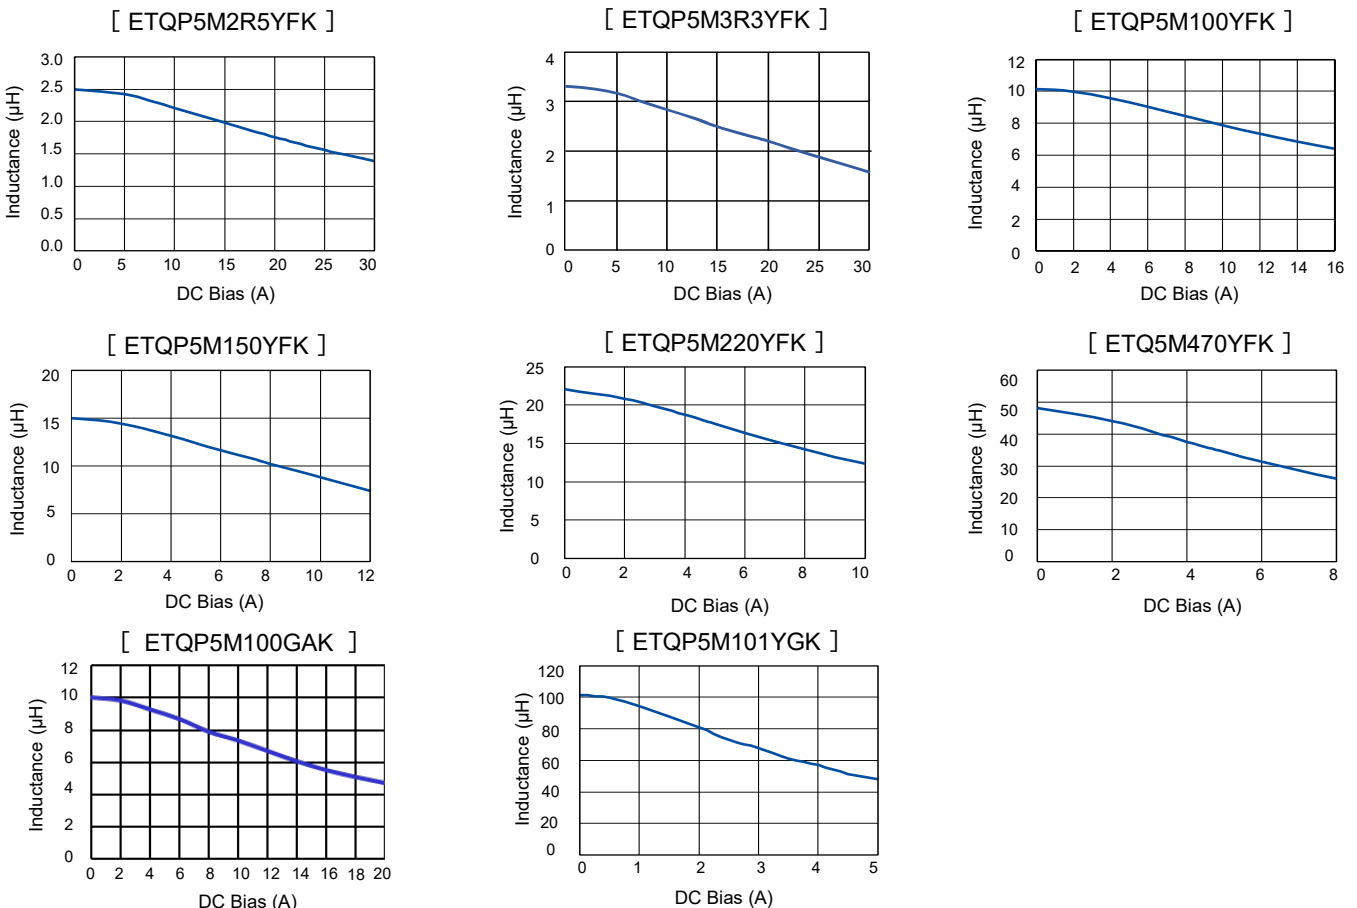 [ ETQP5M2R5YFK ]
3.0
2.5
2.0
1.5
1.0
0.5
0.0
Inductance (μH)
0 5 10 15 20 25 30
DC Bias (A)
[ ETQP5M3R3YFK ]
4
3
2
1
0
Inductance (μH)
0 5 10 15 20 25 30
DC Bias (A)
[ ETQP5M100YFK ]
12
10
8
6
4
2
0
Inductance (μH)
0 2 4 6 8 10 12 14 16
DC Bias (A)
[ ETQP5M150YFK ]
20
15
10
5
0
Inductance (μH)
0 2 4 6 8 10 12
DC Bias (A)
[ ETQP5M220YFK ]
25
20
15
10
5
0
Inductance (μH)
0 2 4 6 8 10
DC Bias (A)
[ ETQ5M470YFK ]
60
50
40
30
20
10
0
Inductance (μH)
0 2 4 6 8
DC Bias (A)
[ ETQP5M100GAK ]
12
10
8
6
4
2
0
Inductance (μH)
0 2 4 6 8 10 12 14 16 18 20
DC Bias (A)
[ ETQP5M101YGK ]
120
100
80
60
40
20
0
Inductance (μH)
0 1 2 3 4 5
DC Bias (A)